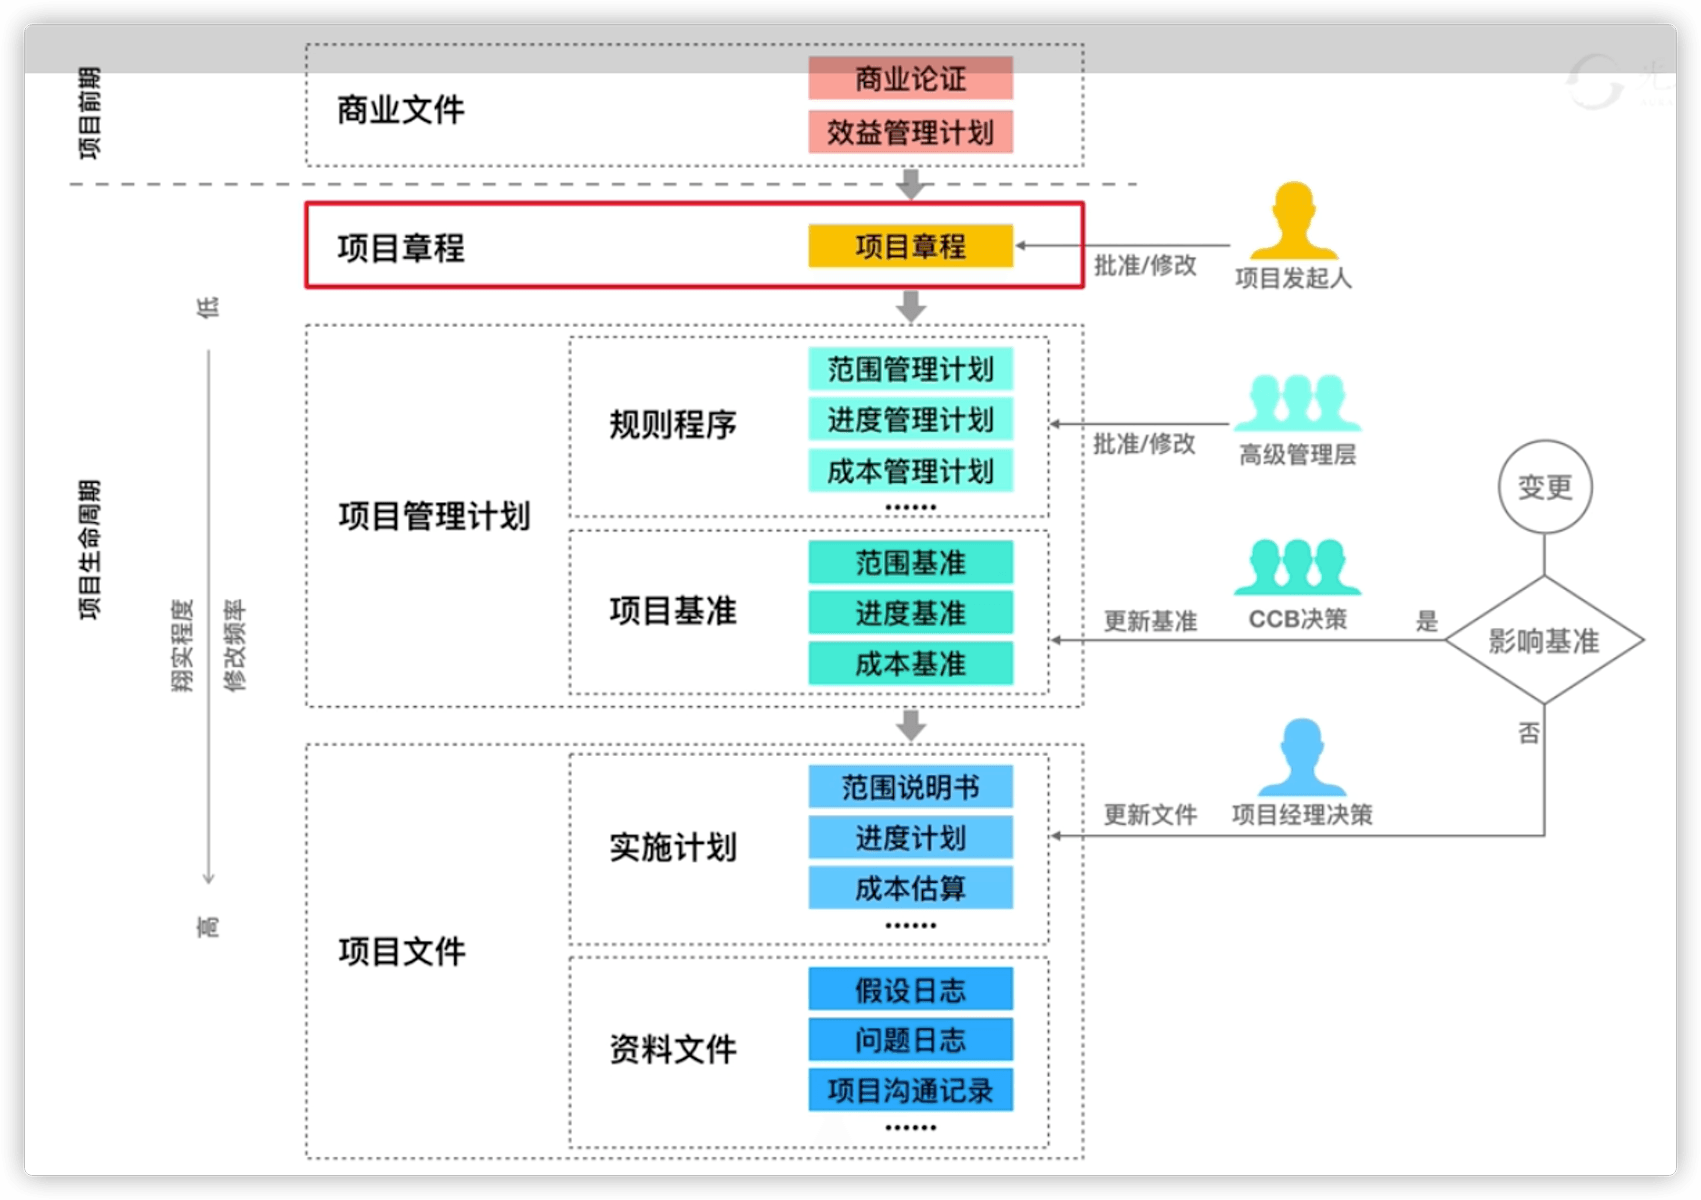 项目前期
商业文件
商业论证
效益管理计划
光
项目章程
项目章程
批准/修改
项目发起人
低
项目生命周期
翔实程度
修改频率
高
项目管理计划
规则程序
范围管理计划
进度管理计划
成本管理计划
......
批准/修改
高级管理层
项目基准
范围基准
进度基准
成本基准
更新基准
CCB决策
是
变更
影响基准
否
项目文件
实施计划
范围说明书
进度计划
成本估算
......
更新文件
项目经理决策
资料文件
假设日志
问题日志
项目沟通记录
......